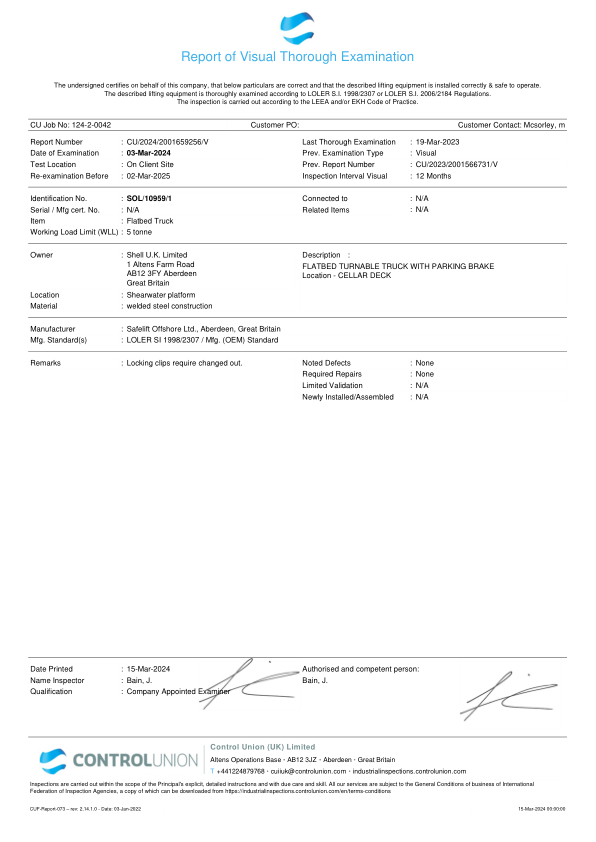 Report of Visual Thorough Examination
The undersigned certifies on behalf of this company, that below particulars are correct and that the described lifting equipment is installed correctly & safe to operate.
The described lifting equipment is thoroughly examined according to LOLER S.I. 1998/2307 or LOLER S.I. 2006/2184 Regulations.
The inspection is carried out according to the LEEA and/or EKH Code of Practice.
CU Job No: 124-2-0042 Customer PO: Customer Contact: Mcsorley, m
Report Number : CU/2024/2001659256/V Last Thorough Examination : 19-Mar-2023
Date of Examination : 03-Mar-2024 Prev. Examination Type : Visual
Test Location : On Client Site Prev. Report Number : CU/2023/2001566731/V
Re-examination Before : 02-Mar-2025 Inspection Interval Visual : 12 Months
Identification No. : SOL/10959/1 Connected to : N/A
Serial / Mfg cert. No. : N/A Related Items : N/A
Item : Flatbed Truck
Working Load Limit (WLL) : 5 tonne
Owner : Shell U.K. Limited Description :
1 Altens Farm Road FLATBED TURNABLE TRUCK WITH PARKING BRAKE
AB12 3FY Aberdeen Location - CELLAR DECK
Great Britain
Location : Shearwater platform
Material : welded steel construction
Manufacturer : Safelift Offshore Ltd., Aberdeen, Great Britain
Mfg. Standard(s) : LOLER SI 1998/2307 / Mfg. (OEM) Standard
Remarks : Locking clips require changed out. Noted Defects : None
Required Repairs : None
Limited Validation : N/A
Newly Installed/Assembled : N/A
Date Printed : 15-Mar-2024 Authorised and competent person:
Name Inspector : Bain, J. Bain, J.
Qualification : Company Appointed Examiner
CONTROLUNION
Control Union (UK) Limited
Altens Operations Base · AB12 3JZ · Aberdeen · Great Britain
T +441224879768 · cuiiuk@controlunion.com · industrialinspections.controlunion.com
Inspections are carried out within the scope of the Principal's explicit, detailed instructions and with due care and skill. All our services are subject to the General Conditions of business of International
Federation of Inspection Agencies, a copy of which can be downloaded from https://industrialinspections.controlunion.com/en/terms-conditions
CUF-Report-073 – rev: 2.14.1.0 - Date: 03-Jun-2022 15-Mar-2024 00:00:00